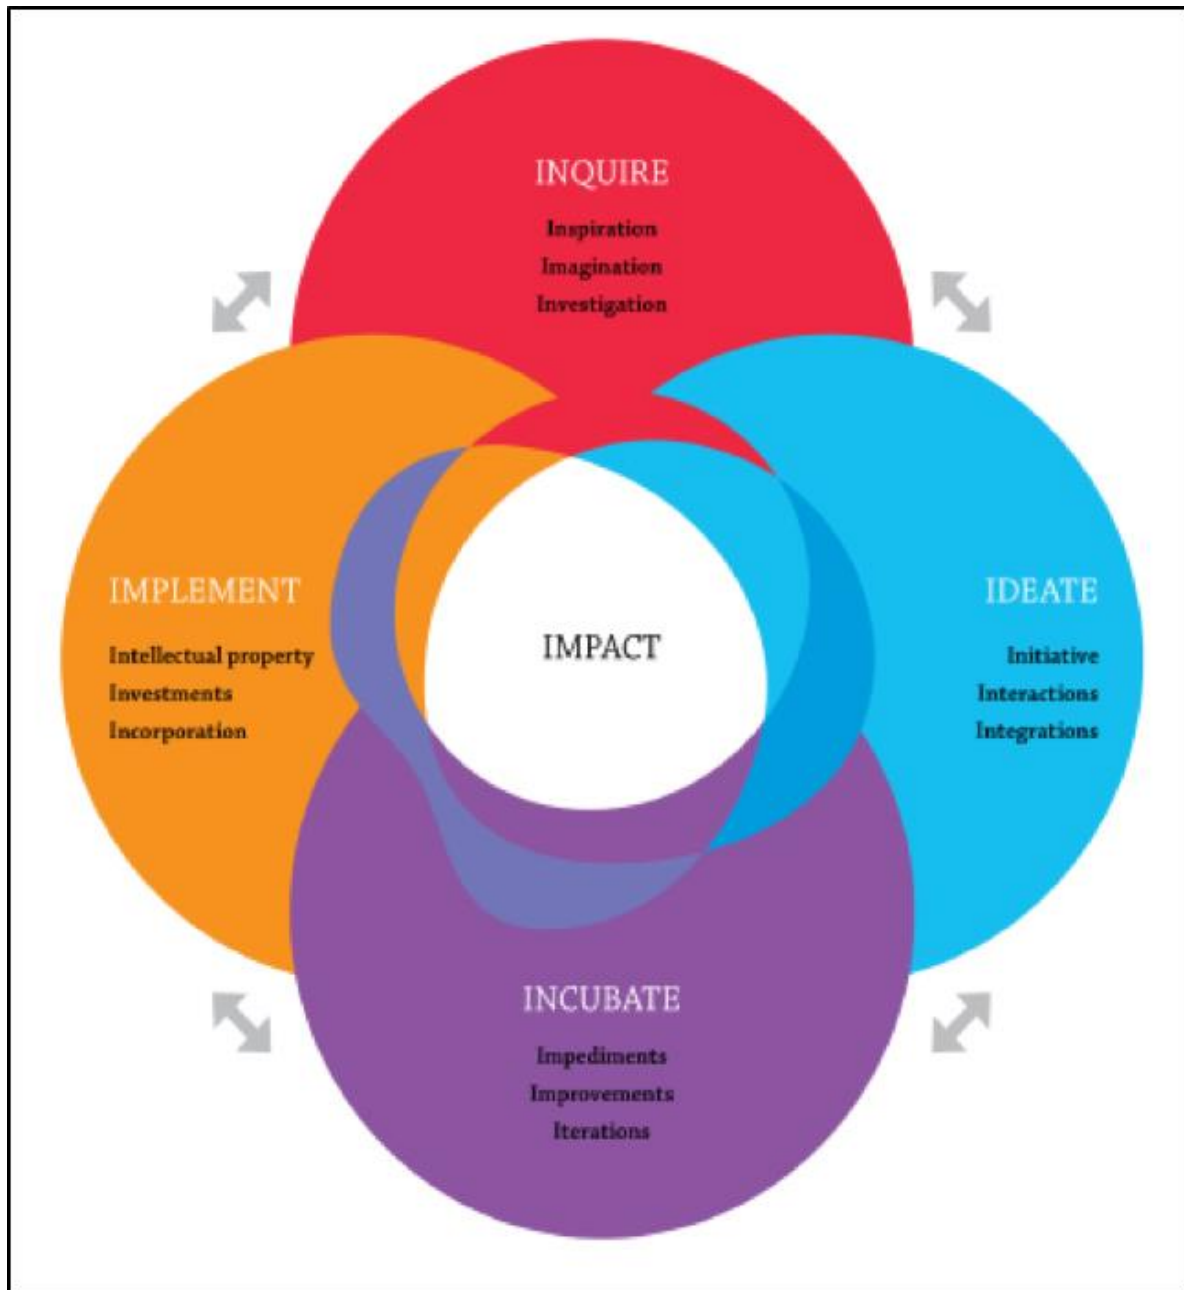 INQUIRE
Inspiration
Imagination
Investigation
IMPLEMENT
Intellectual property
Investments
Incorporation
IMPACT
IDEATE
Initiative
Interactions
Integrations
INCUBATE
Impediments
Improvements
Iterations